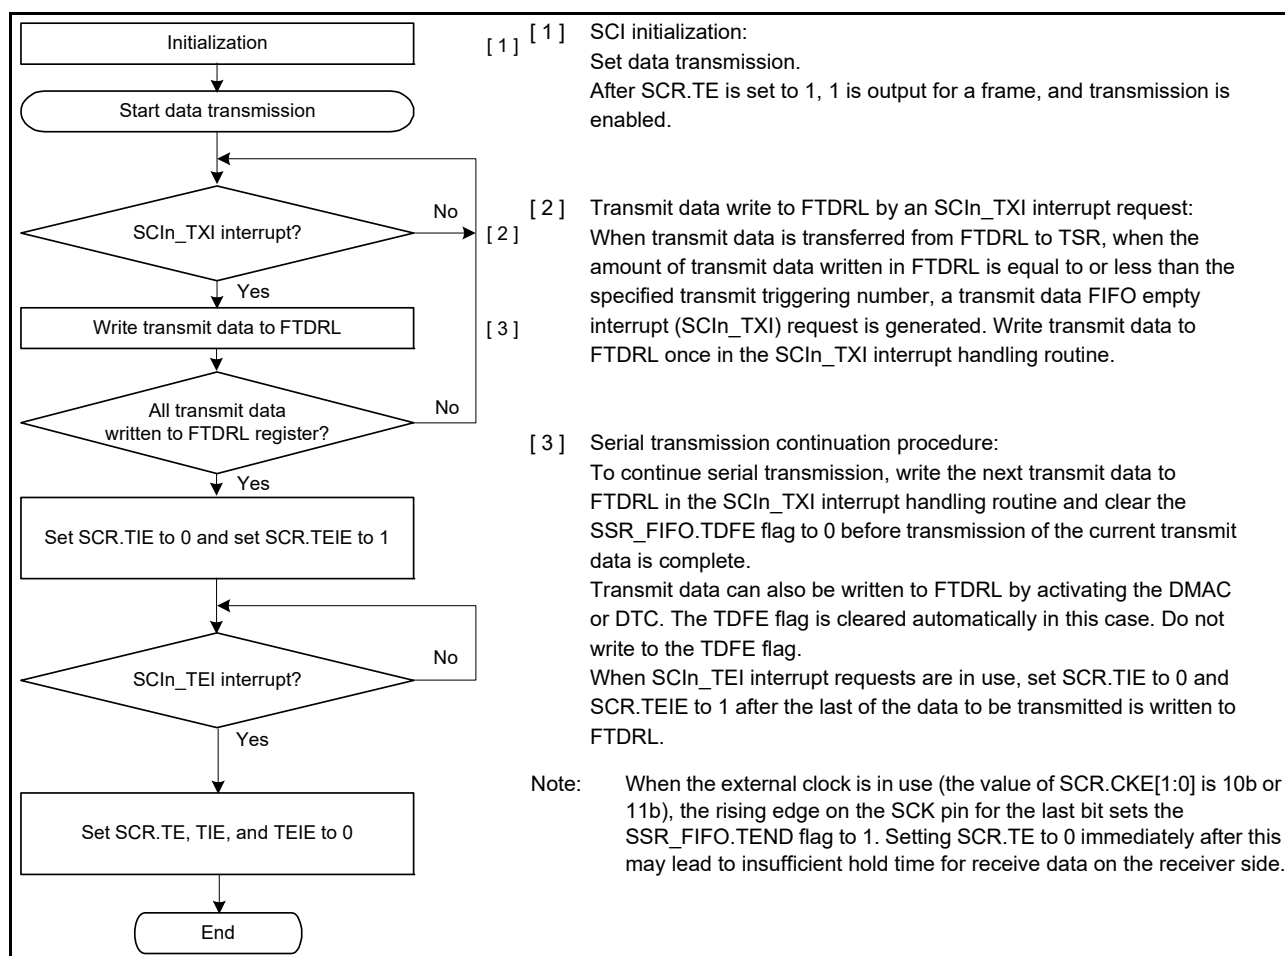 Initialization
[ 1 ]
Start data transmission
SCIn_TXI interrupt?
No
[ 2 ]
Yes
Write transmit data to FTDRL
[ 3 ]
All transmit data
written to FTDRL register?
No
Yes
Set SCR.TIE to 0 and set SCR.TEIE to 1
SCIn_TEI interrupt?
No
Yes
Set SCR.TE, TIE, and TEIE to 0
End
[ 1 ] SCI initialization:
Set data transmission.
After SCR.TE is set to 1, 1 is output for a frame, and transmission is
enabled.
[ 2 ] Transmit data write to FTDRL by an SCIn_TXI interrupt request:
When transmit data is transferred from FTDRL to TSR, when the
amount of transmit data written in FTDRL is equal to or less than the
specified transmit triggering number, a transmit data FIFO empty
interrupt (SCIn_TXI) request is generated. Write transmit data to
FTDRL once in the SCIn_TXI interrupt handling routine.
[ 3 ] Serial transmission continuation procedure:
To continue serial transmission, write the next transmit data to
FTDRL in the SCIn_TXI interrupt handling routine and clear the
SSR_FIFO.TDFE flag to 0 before transmission of the current transmit
data is complete.
Transmit data can also be written to FTDRL by activating the DMAC
or DTC. The TDFE flag is cleared automatically in this case. Do not
write to the TDFE flag.
When SCIn_TEI interrupt requests are in use, set SCR.TIE to 0 and
SCR.TEIE to 1 after the last of the data to be transmitted is written to
FTDRL.
Note: When the external clock is in use (the value of SCR.CKE[1:0] is 10b or
11b), the rising edge on the SCK pin for the last bit sets the
SSR_FIFO.TEND flag to 1. Setting SCR.TE to 0 immediately after this
may lead to insufficient hold time for receive data on the receiver side.